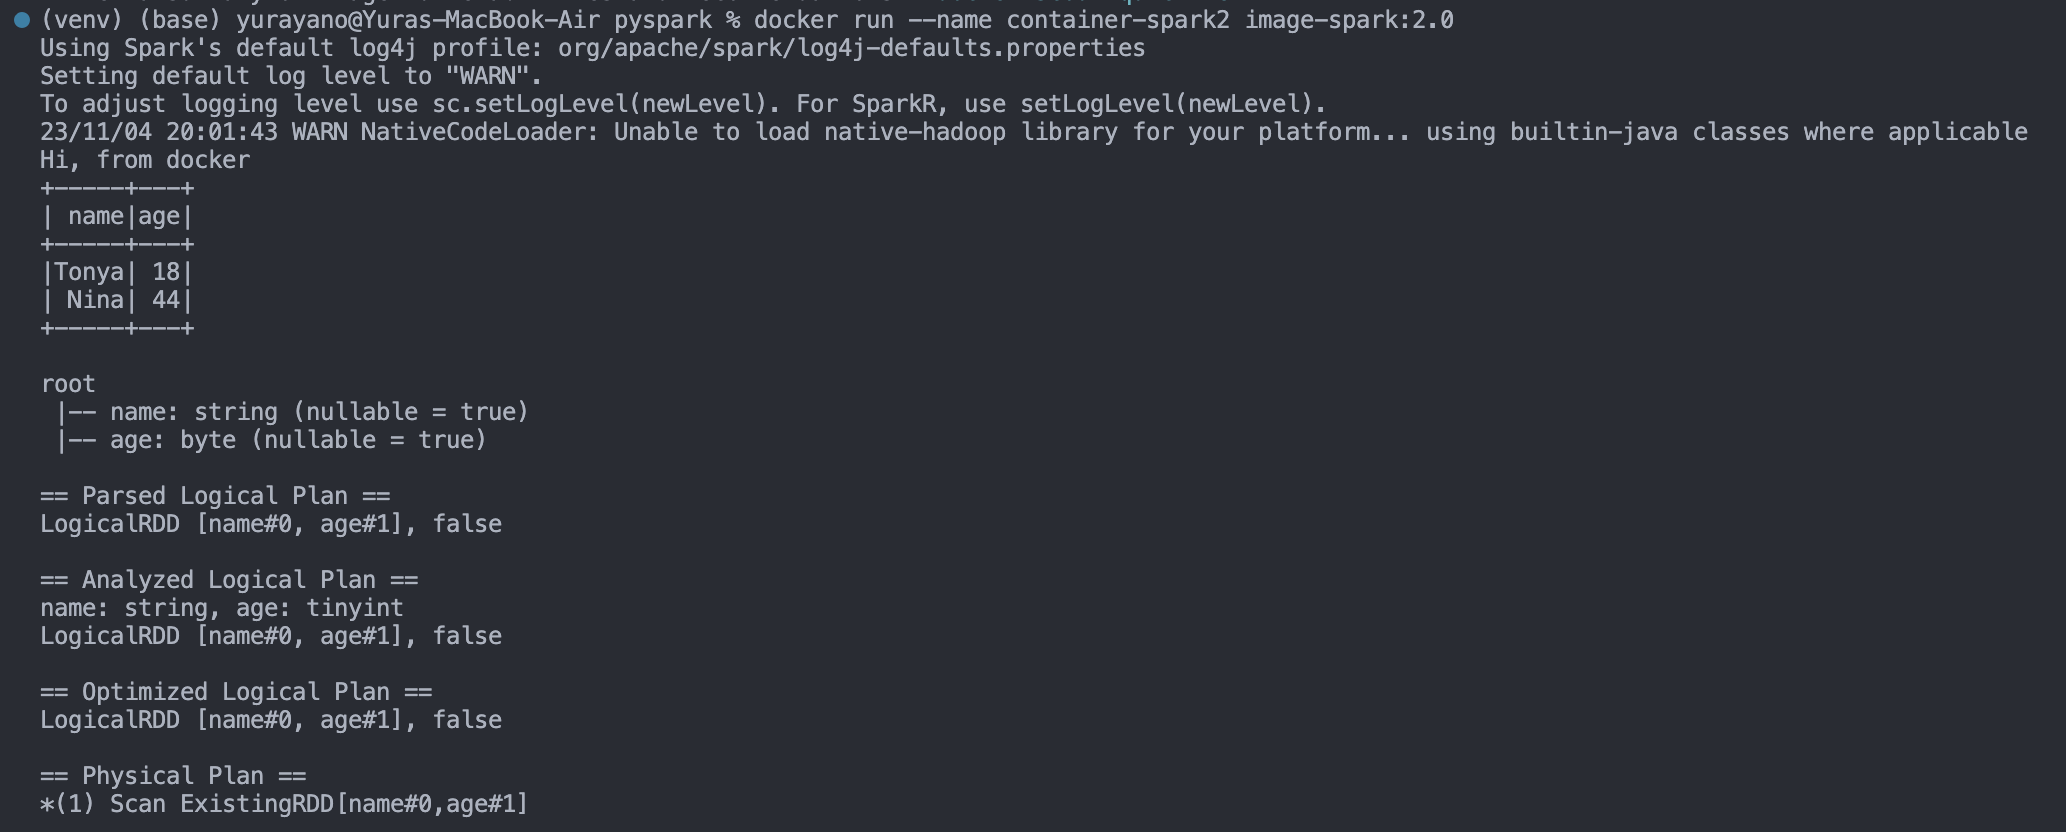 (venv) (base) yurayano@Yuras-MacBook-Air pyspark % docker run --name container-spark2 image-spark:2.0
Using Spark's default log4j profile: org/apache/spark/log4j-defaults.properties
Setting default log level to "WARN".
To adjust logging level use sc.setLogLevel(newLevel). For SparkR, use setLogLevel(newLevel).
23/11/04 20:01:43 WARN NativeCodeLoader: Unable to load native-hadoop library for your platform... using builtin-java classes where applicable
Hi, from docker
+-----+---+
| name|age|
+-----+---+
|Tonya| 18|
| Nina| 44|
+-----+---+
root
 |-- name: string (nullable = true)
 |-- age: byte (nullable = true)
== Parsed Logical Plan ==
LogicalRDD [name#0, age#1], false
== Analyzed Logical Plan ==
name: string, age: tinyint
LogicalRDD [name#0, age#1], false
== Optimized Logical Plan ==
LogicalRDD [name#0, age#1], false
== Physical Plan ==
*(1) Scan ExistingRDD[name#0,age#1]